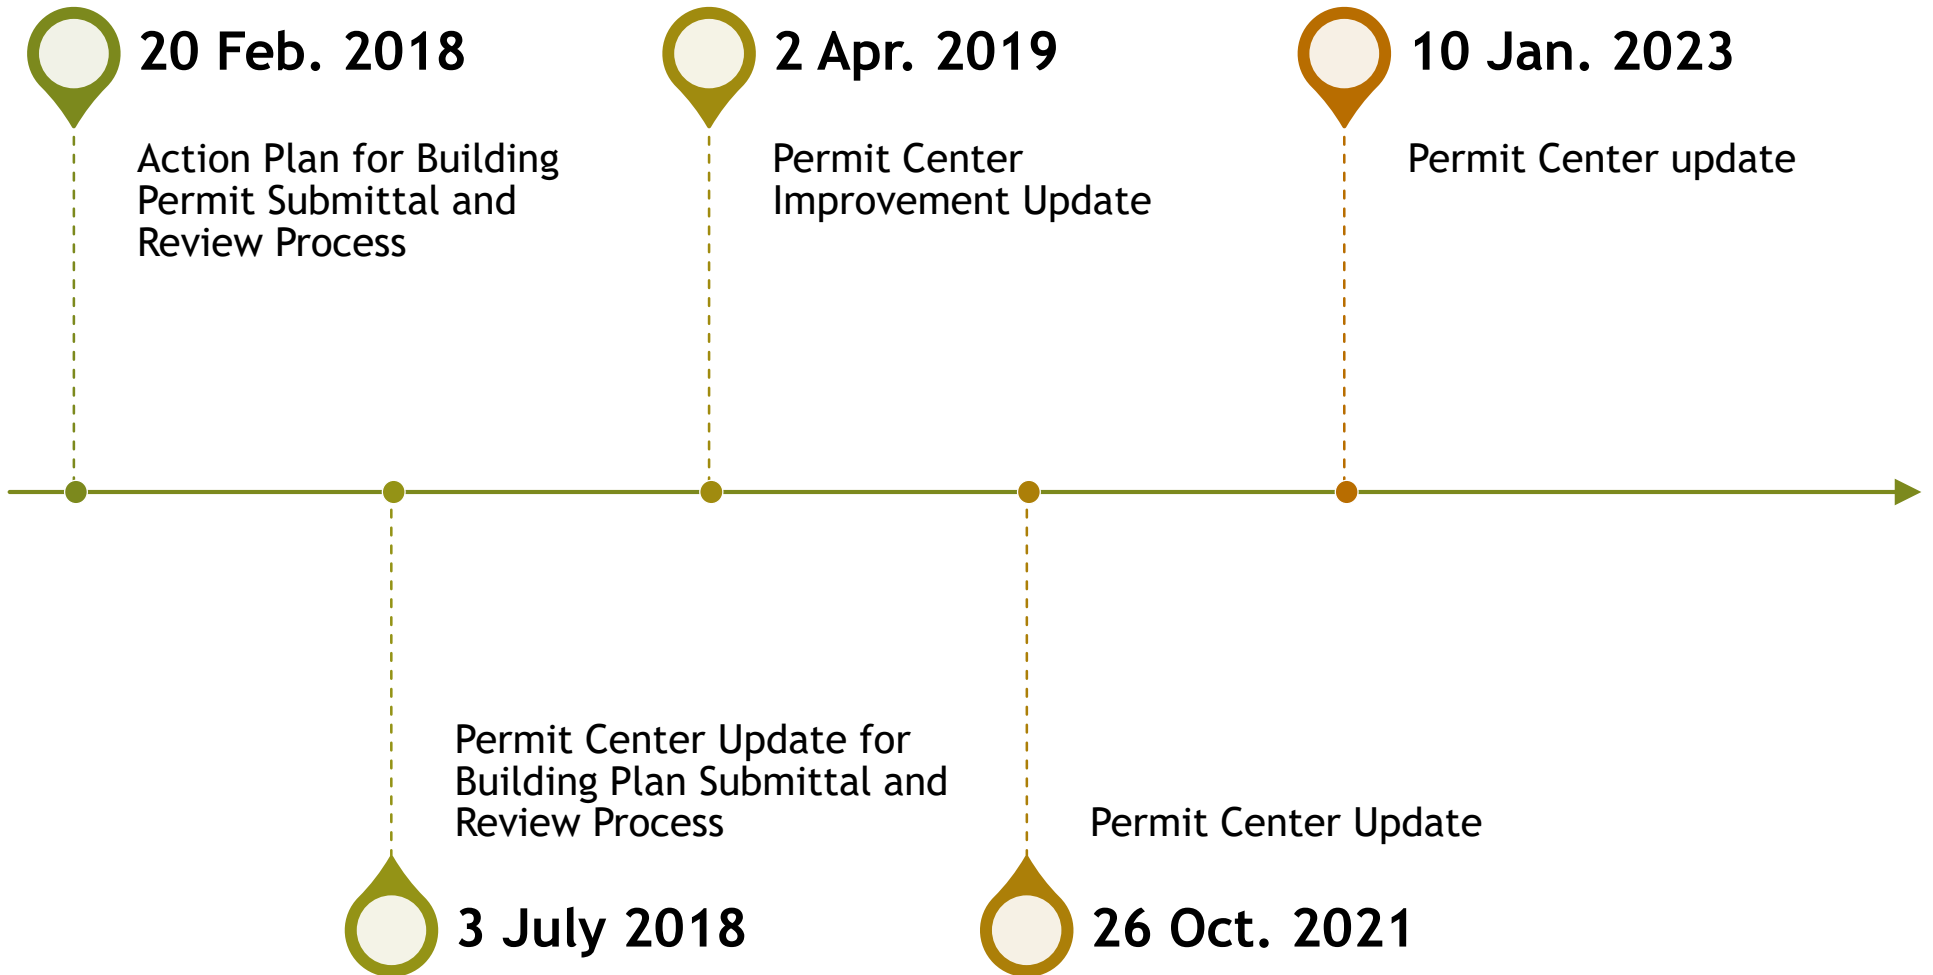 20 Feb. 2018
Action Plan for Building
Permit Submittal and
Review Process
3 July 2018
Permit Center Update for
Building Plan Submittal and
Review Process
2 Apr. 2019
Permit Center
Improvement Update
26 Oct. 2021
Permit Center Update
10 Jan. 2023
Permit Center update